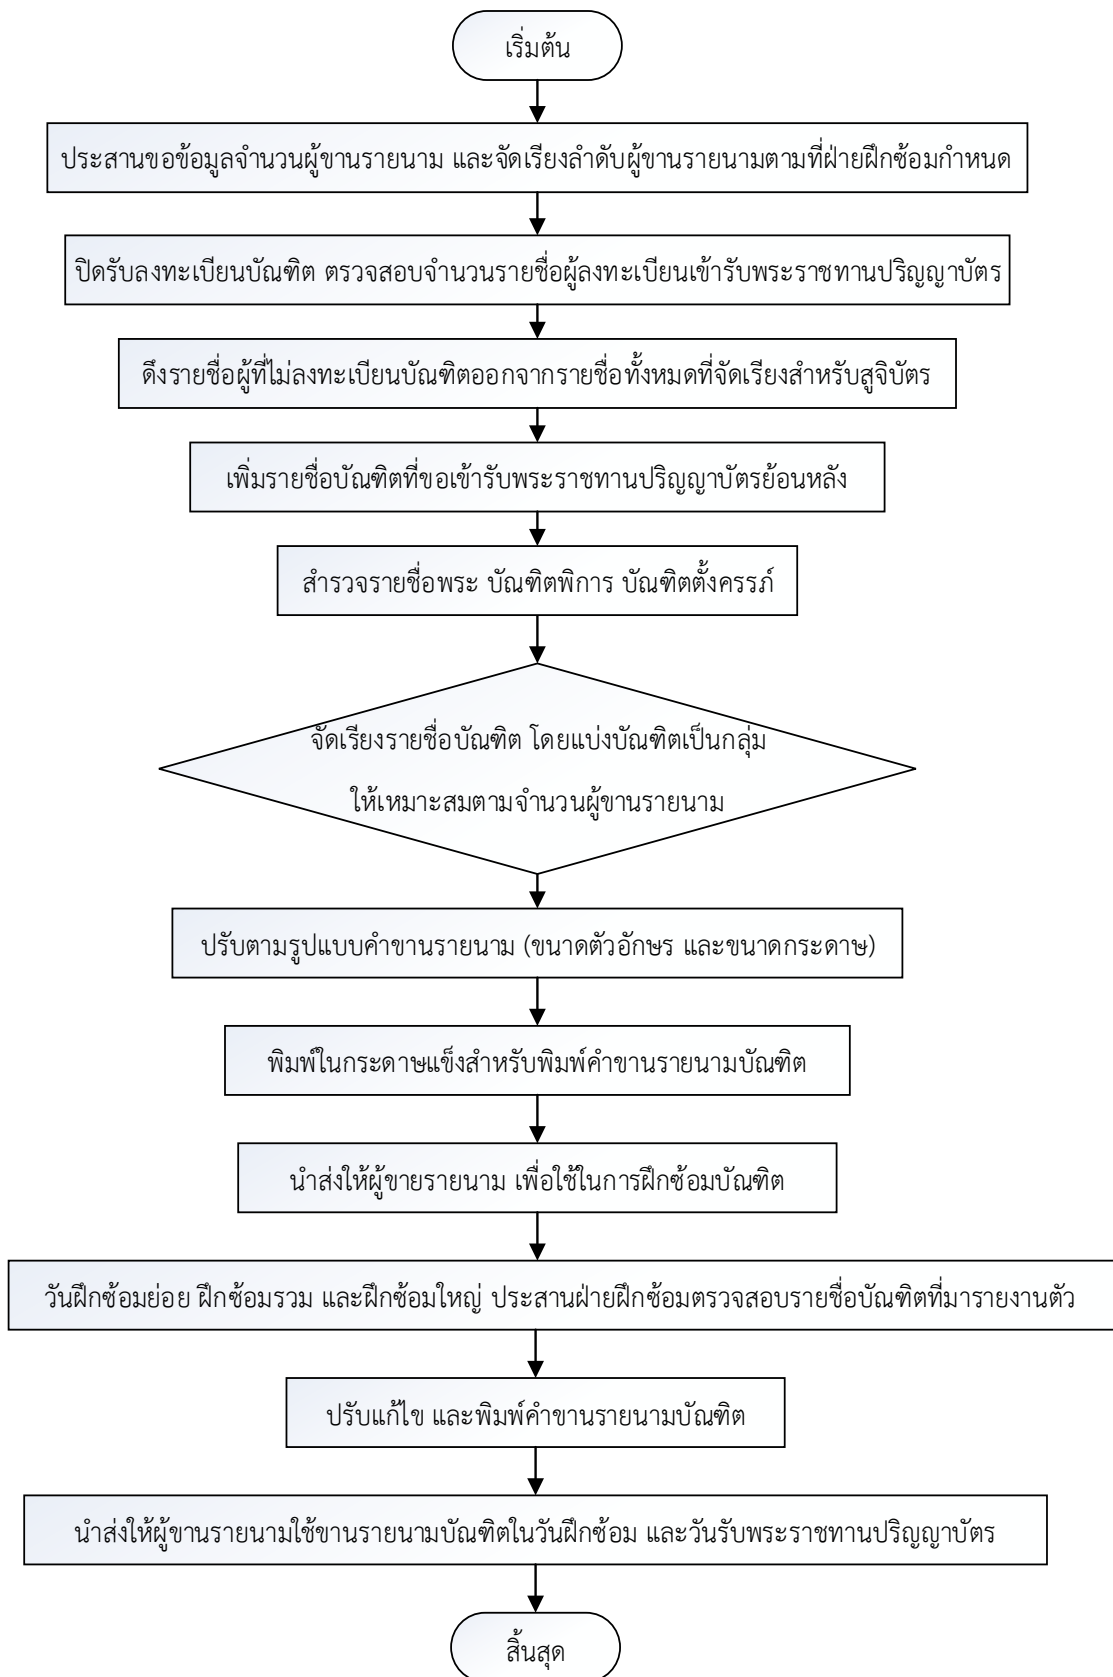 เริ่มต้น
ประสานขอข้อมูลจำนวนผู้ขานรายนาม และจัดเรียงลำดับผู้ขานรายนามตามที่ฝ่ายฝึกซ้อมกำหนด
ปิดรับลงทะเบียนบัณฑิต ตรวจสอบจำนวนรายชื่อผู้ลงทะเบียนเข้ารับพระราชทานปริญญาบัตร
ดึงรายชื่อผู้ที่ไม่ลงทะเบียนบัณฑิตออกจากรายชื่อทั้งหมดที่จัดเรียงสำหรับสูจิบัตร
เพิ่มรายชื่อบัณฑิตที่ขอเข้ารับพระราชทานปริญญาบัตรย้อนหลัง
สำรวจรายชื่อพระ บัณฑิตพิการ บัณฑิตตั้งครรภ์
จัดเรียงรายชื่อบัณฑิต โดยแบ่งบัณฑิตเป็นกลุ่ม
ให้เหมาะสมตามจำนวนผู้ขานรายนาม
ปรับตามรูปแบบคำขานรายนาม (ขนาดตัวอักษร และขนาดกระดาษ)
พิมพ์ในกระดาษแข็งสำหรับพิมพ์คำขานรายนามบัณฑิต
นำส่งให้ผู้ขายรายนาม เพื่อใช้ในการฝึกซ้อมบัณฑิต
วันฝึกซ้อมย่อย ฝึกซ้อมรวม และฝึกซ้อมใหญ่ ประสานฝ่ายฝึกซ้อมตรวจสอบรายชื่อบัณฑิตที่มารายงานตัว
ปรับแก้ไข และพิมพ์คำขานรายนามบัณฑิต
นำส่งให้ผู้ขานรายนามใช้ขานรายนามบัณฑิตในวันฝึกซ้อม และวันรับพระราชทานปริญญาบัตร
สิ้นสุด